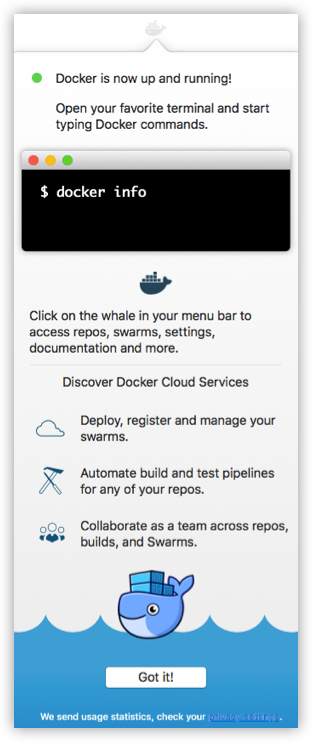 Docker is now up and running!
Open your favorite terminal and start
typing Docker commands.
$ docker info
Click on the whale in your menu bar to
access repos, swarms, settings,
documentation and more.
Discover Docker Cloud Services
Deploy, register and manage your
swarms.
Automate build and test pipelines
for any of your repos.
Collaborate as a team across repos,
builds, and Swarms.
Got it!
We send usage statistics, check your